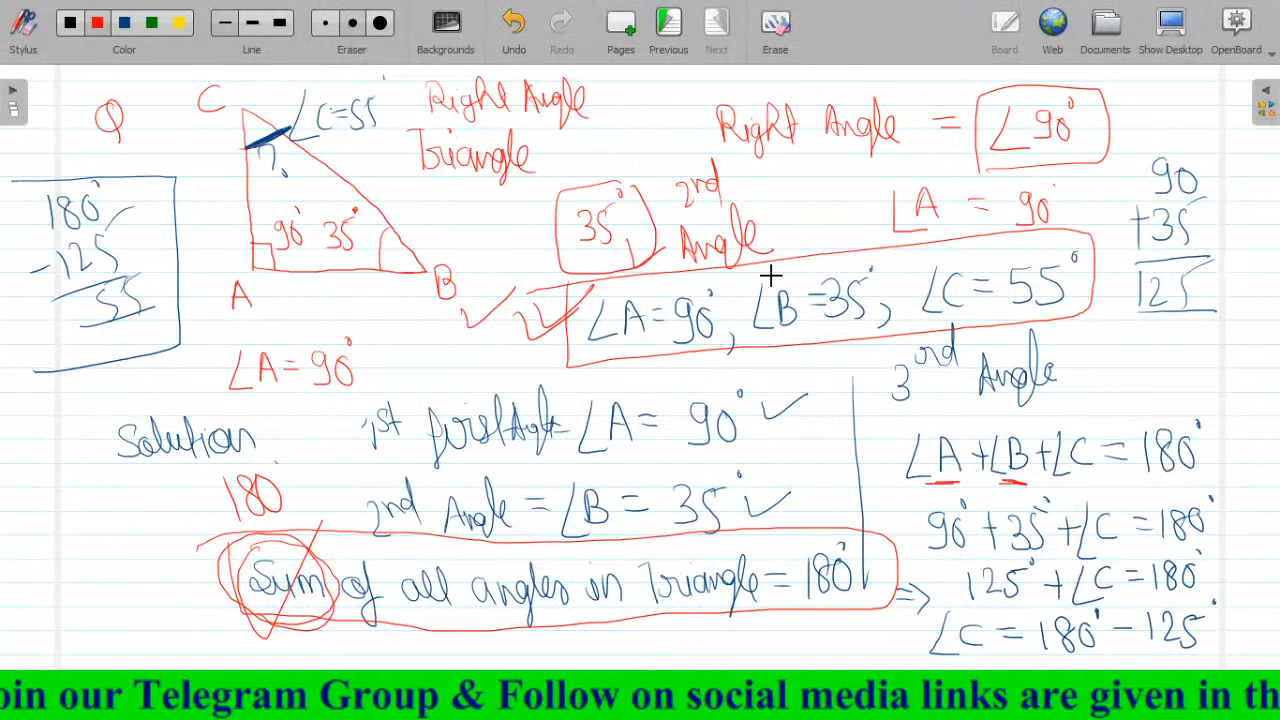 Stylus
Color
Line
Eraser
Backgrounds
Undo
Redo
Pages
Previous
Next
Erase
Board
Web
Documents
Show Desktop
OpenBoard
Q
C
∠C=55°
?
90° 35°
A
B
∠A = 90°
Right Angle
Triangle
Right Angle = ∠90°
35°
2nd
Angle
∠A = 90°
90
+35
125
180°
-125
55
∠A = 90°, ∠B = 35°, ∠C = 55°
Solution
1st first Angle = ∠A = 90° ✓
180
2nd Angle = ∠B = 35° ✓
Sum of all angles in Triangle = 180°
3rd Angle
∠A + ∠B + ∠C = 180°
90° + 35° + ∠C = 180°
⇒ 125° + ∠C = 180°
∠C = 180° - 125°
oin our Telegram Group & Follow on social media links are given in th